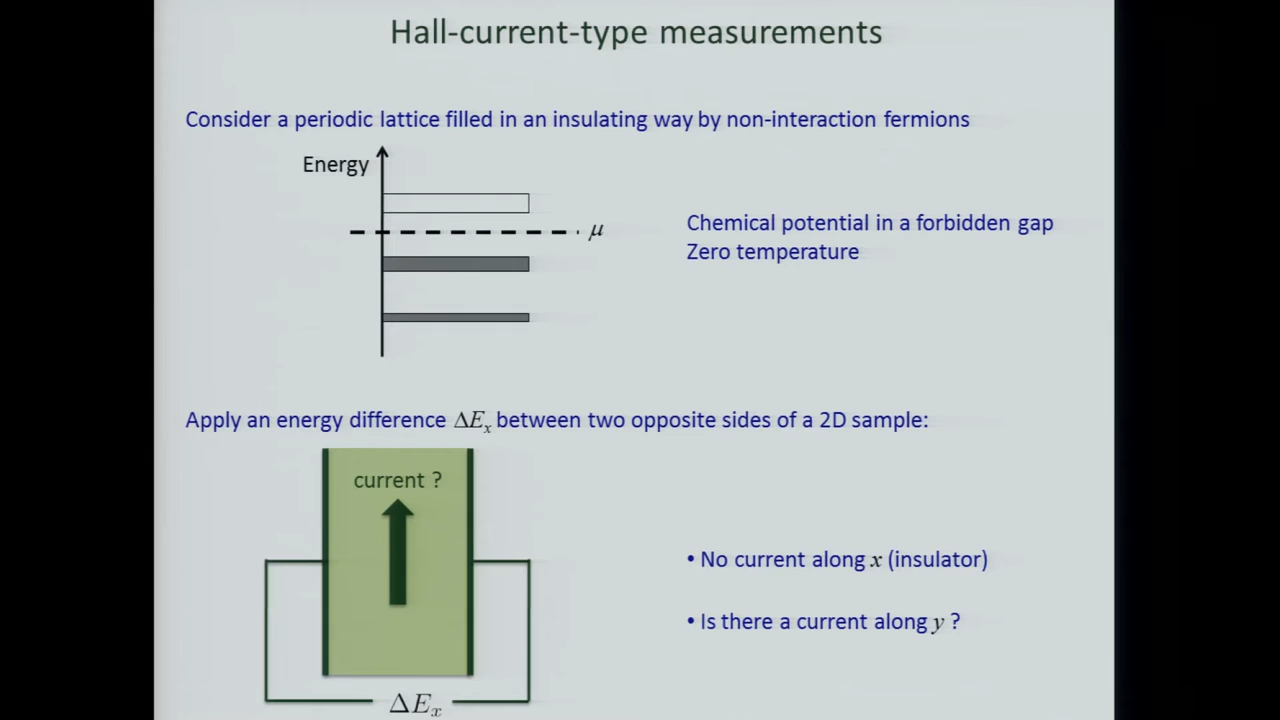 Hall-current-type measurements
Consider a periodic lattice filled in an insulating way by non-interaction fermions
Energy
μ
Chemical potential in a forbidden gap
Zero temperature
Apply an energy difference ΔEₓ between two opposite sides of a 2D sample:
current ?
• No current along x (insulator)
• Is there a current along y ?
ΔEₓ